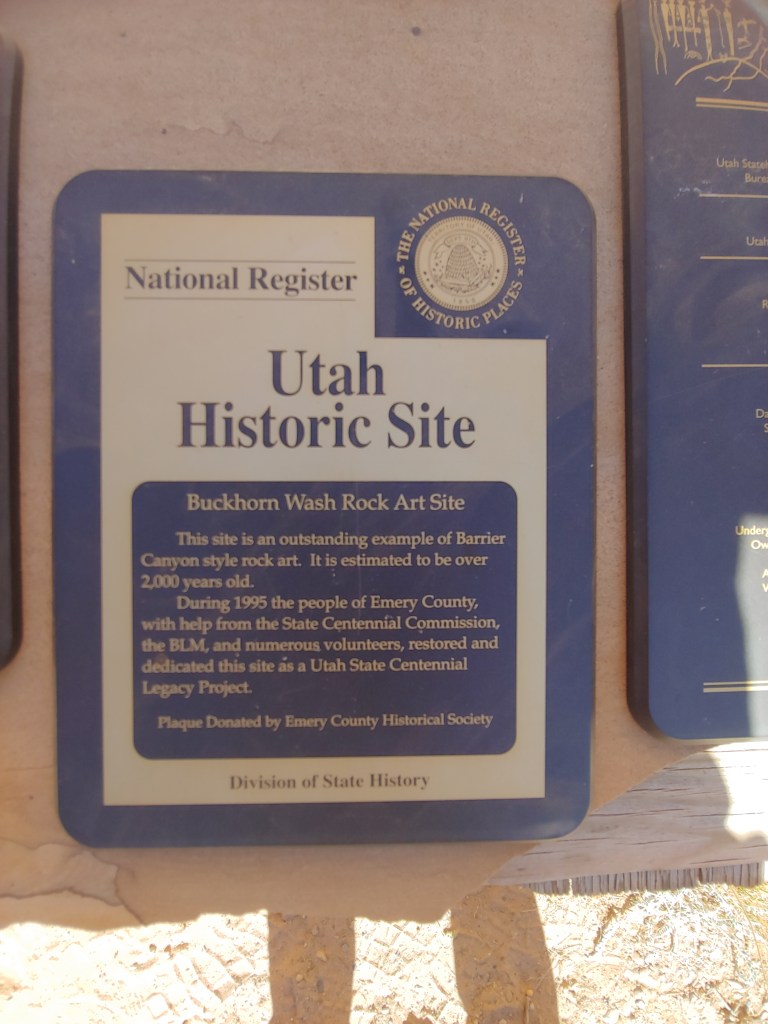 National Register
THE NATIONAL REGISTER
OF HISTORIC PLACES
Utah
Historic Site
Buckhorn Wash Rock Art Site
This site is an outstanding example of Barrier
Canyon style rock art. It is estimated to be over
2,000 years old.
During 1995 the people of Emery County,
with help from the State Centennial Commission,
the BLM, and numerous volunteers, restored and
dedicated this site as a Utah State Centennial
Legacy Project.
Plaque Donated by Emery County Historical Society
Division of State History
Utah
Utah